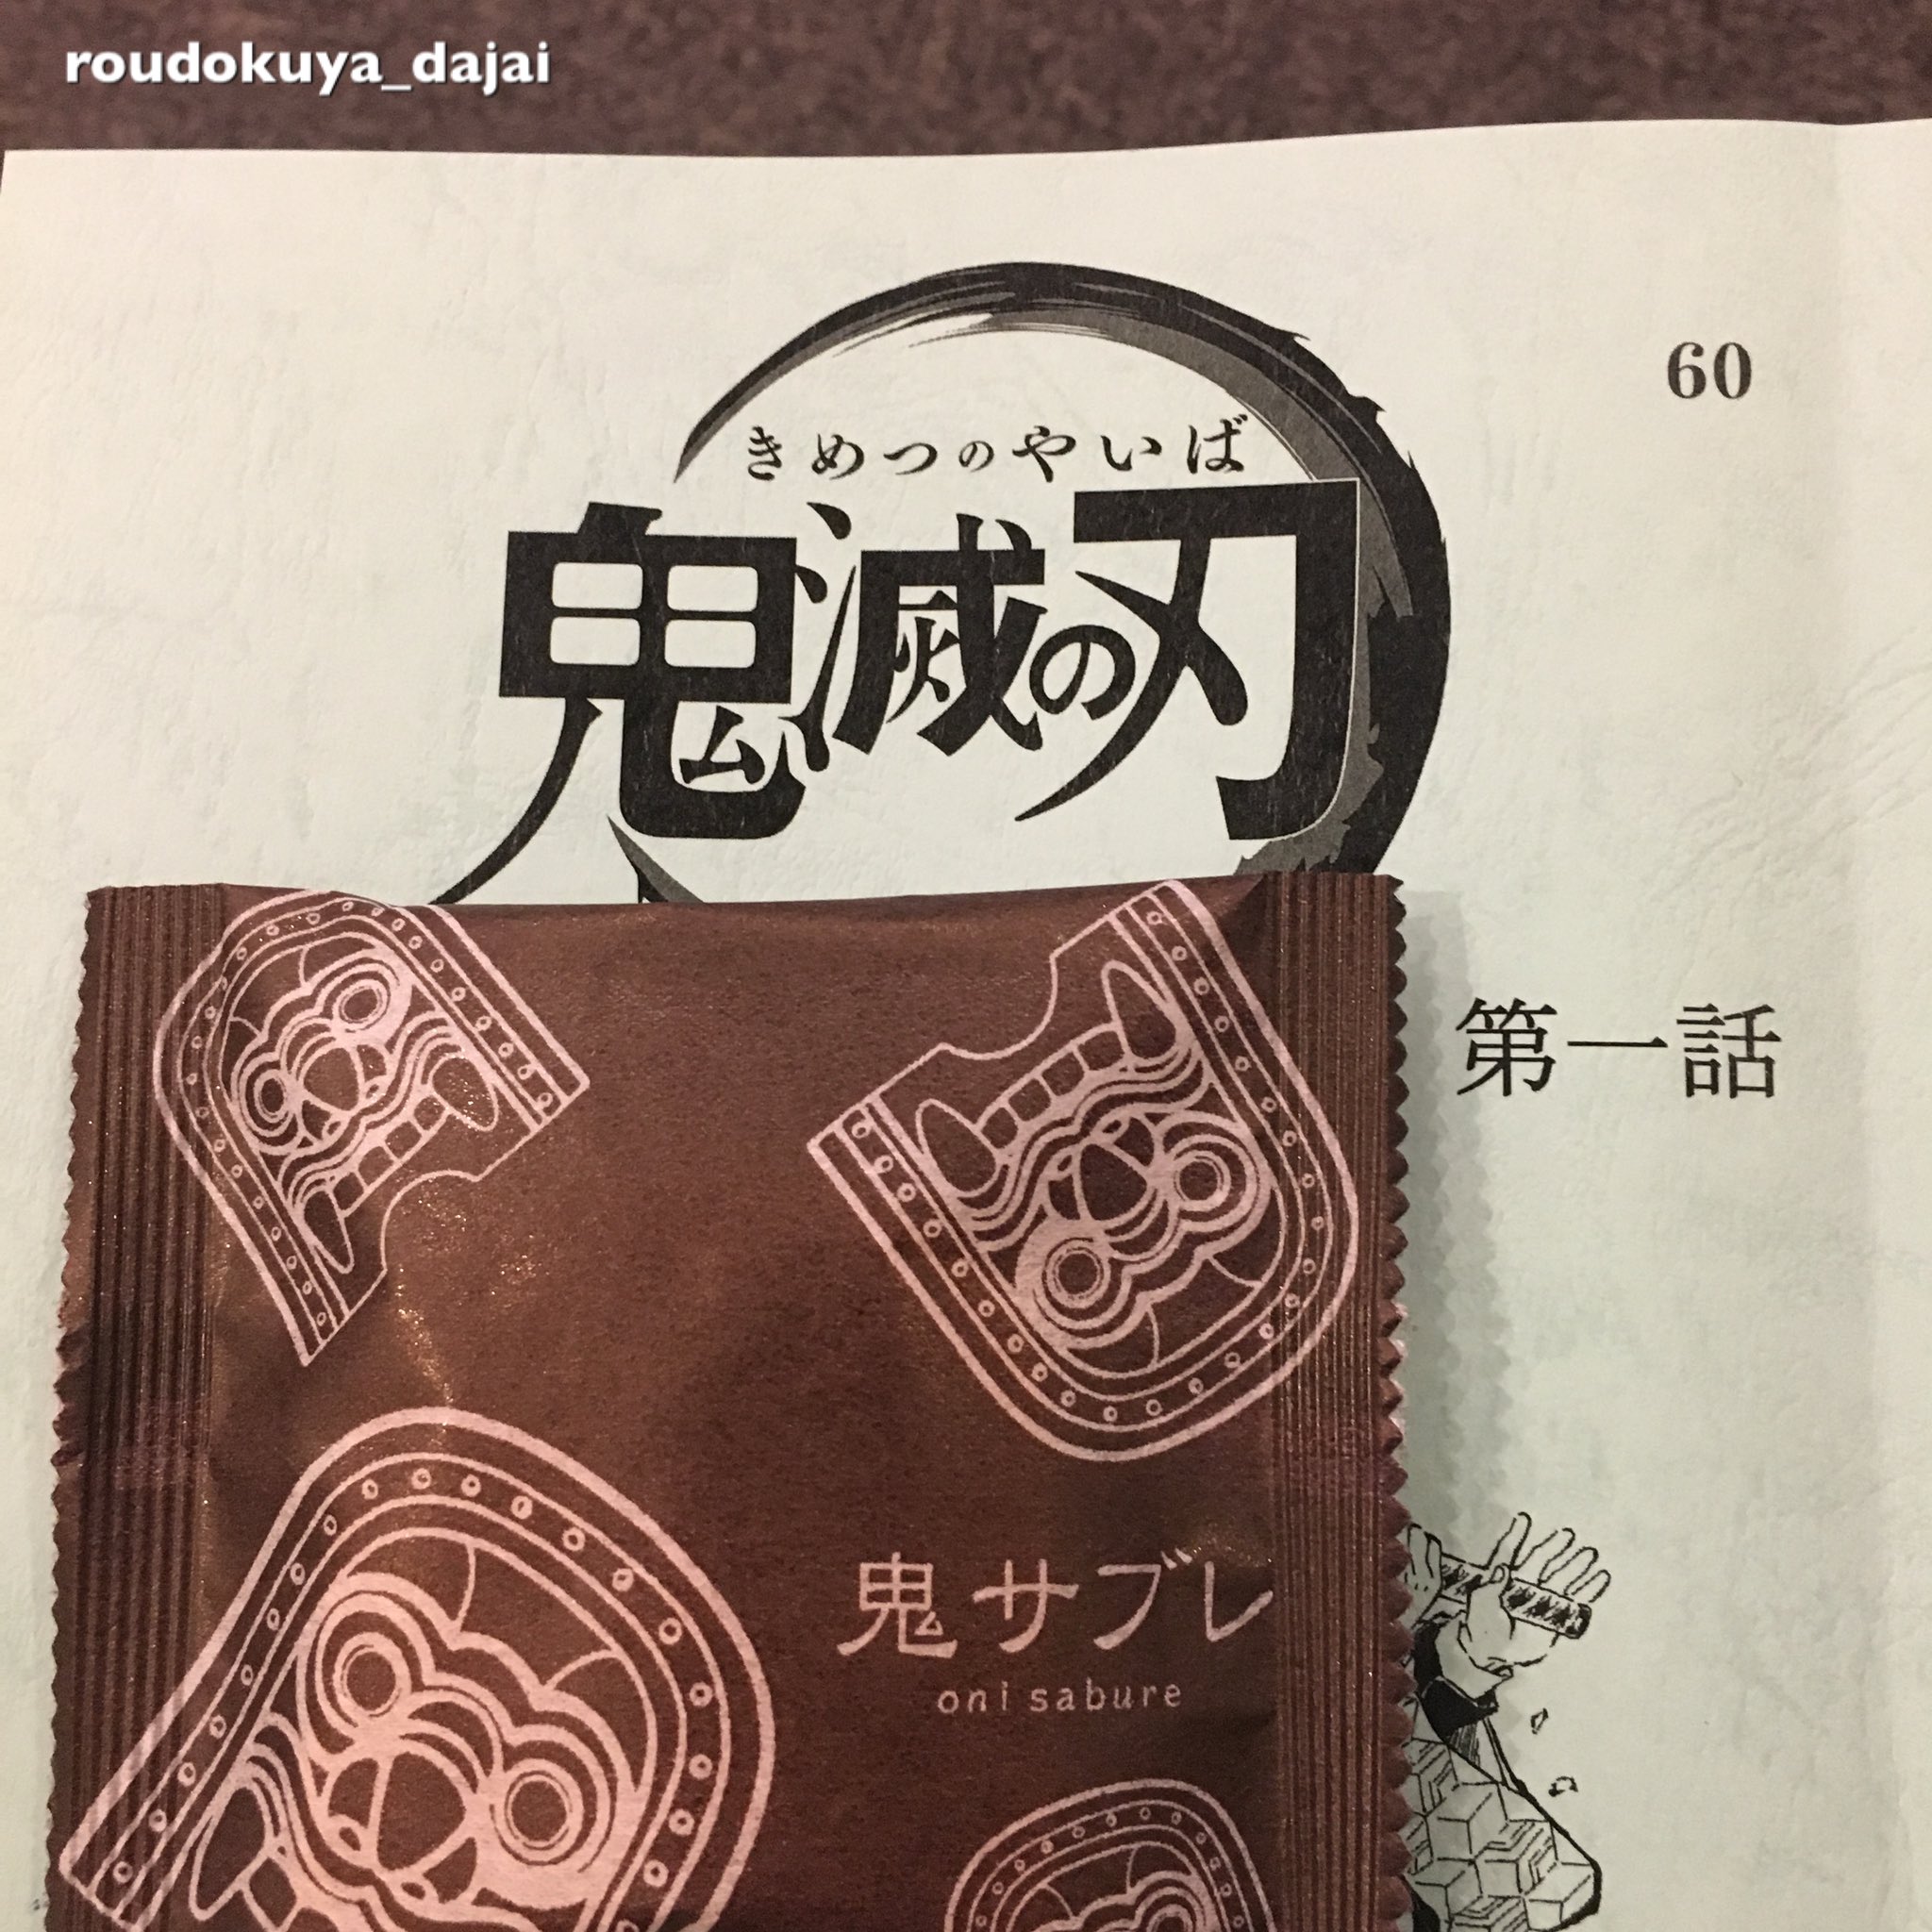 roudokuya_dajai
60
きめつのやいば
鬼滅の刃
第一話
鬼サブレ
oni sabure